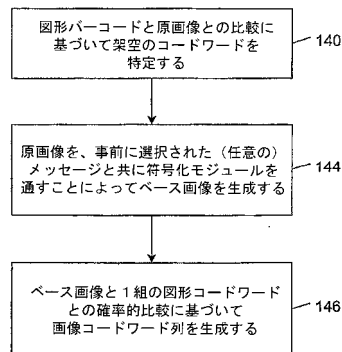 図形バーコードと原画像との比較に
基づいて架空のコードワードを
特定する
140
原画像を、事前に選択された（任意の）
メッセージと共に符号化モジュールを
通すことによってベース画像を生成する
144
ベース画像と１組の図形コードワード
との確率的比較に基づいて
画像コードワード列を生成する
146